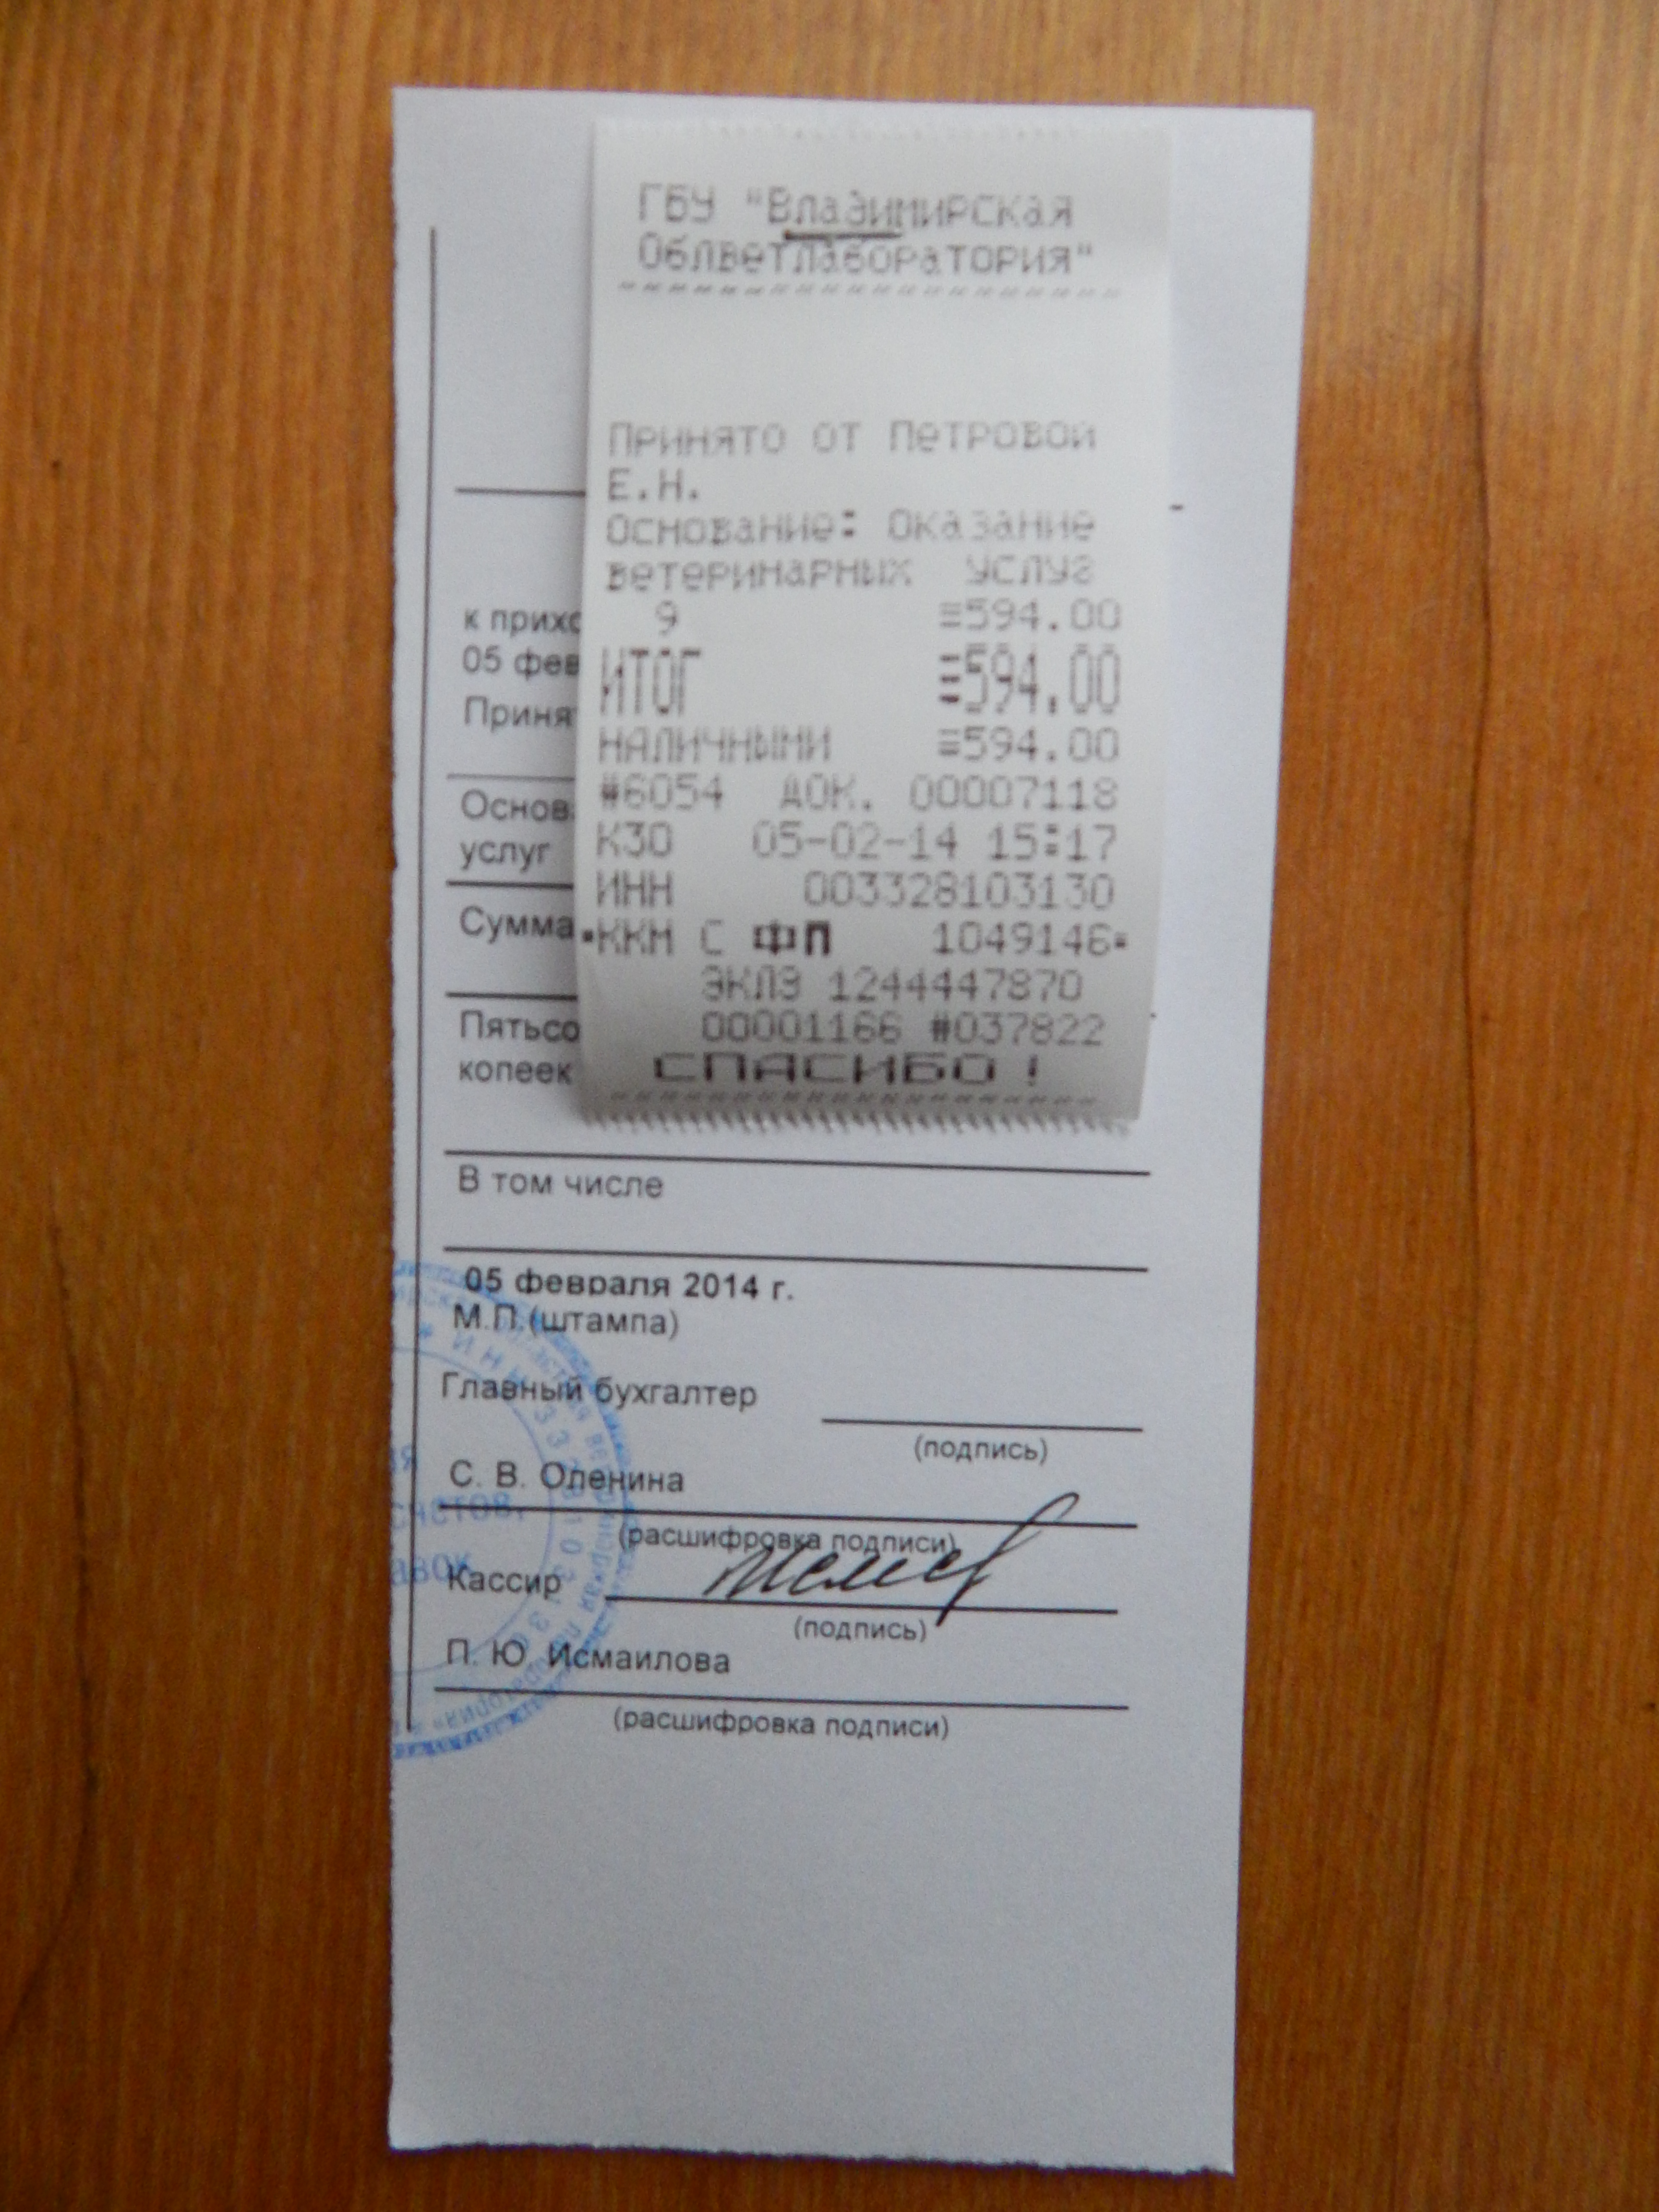 ГБУ "Владимирская
Облветлаборатория"
Принято от Петровой
Е.Н.
Основание: Оказание
ветеринарных услуг
9 ≡594.00
ИТОГ ≡594.00
НАЛИЧНЫМИ ≡594.00
#6054 ДОК. 00007118
К30 05-02-14 15:17
ИНН 003328103130
ККМ С ФП 1049146
ЭКЛЗ 1244447870
00001166 #037822
СПАСИБО!
к прихо
05 фев
Приня
Основ
услуг
Сумма
Пятьсо
копеек
В том числе
05 февраля 2014 г.
М.П.(штампа)
Главный бухгалтер
(подпись)
С. В. Оленина
(расшифровка подписи)
Кассир
(подпись)
П. Ю. Исмаилова
(расшифровка подписи)